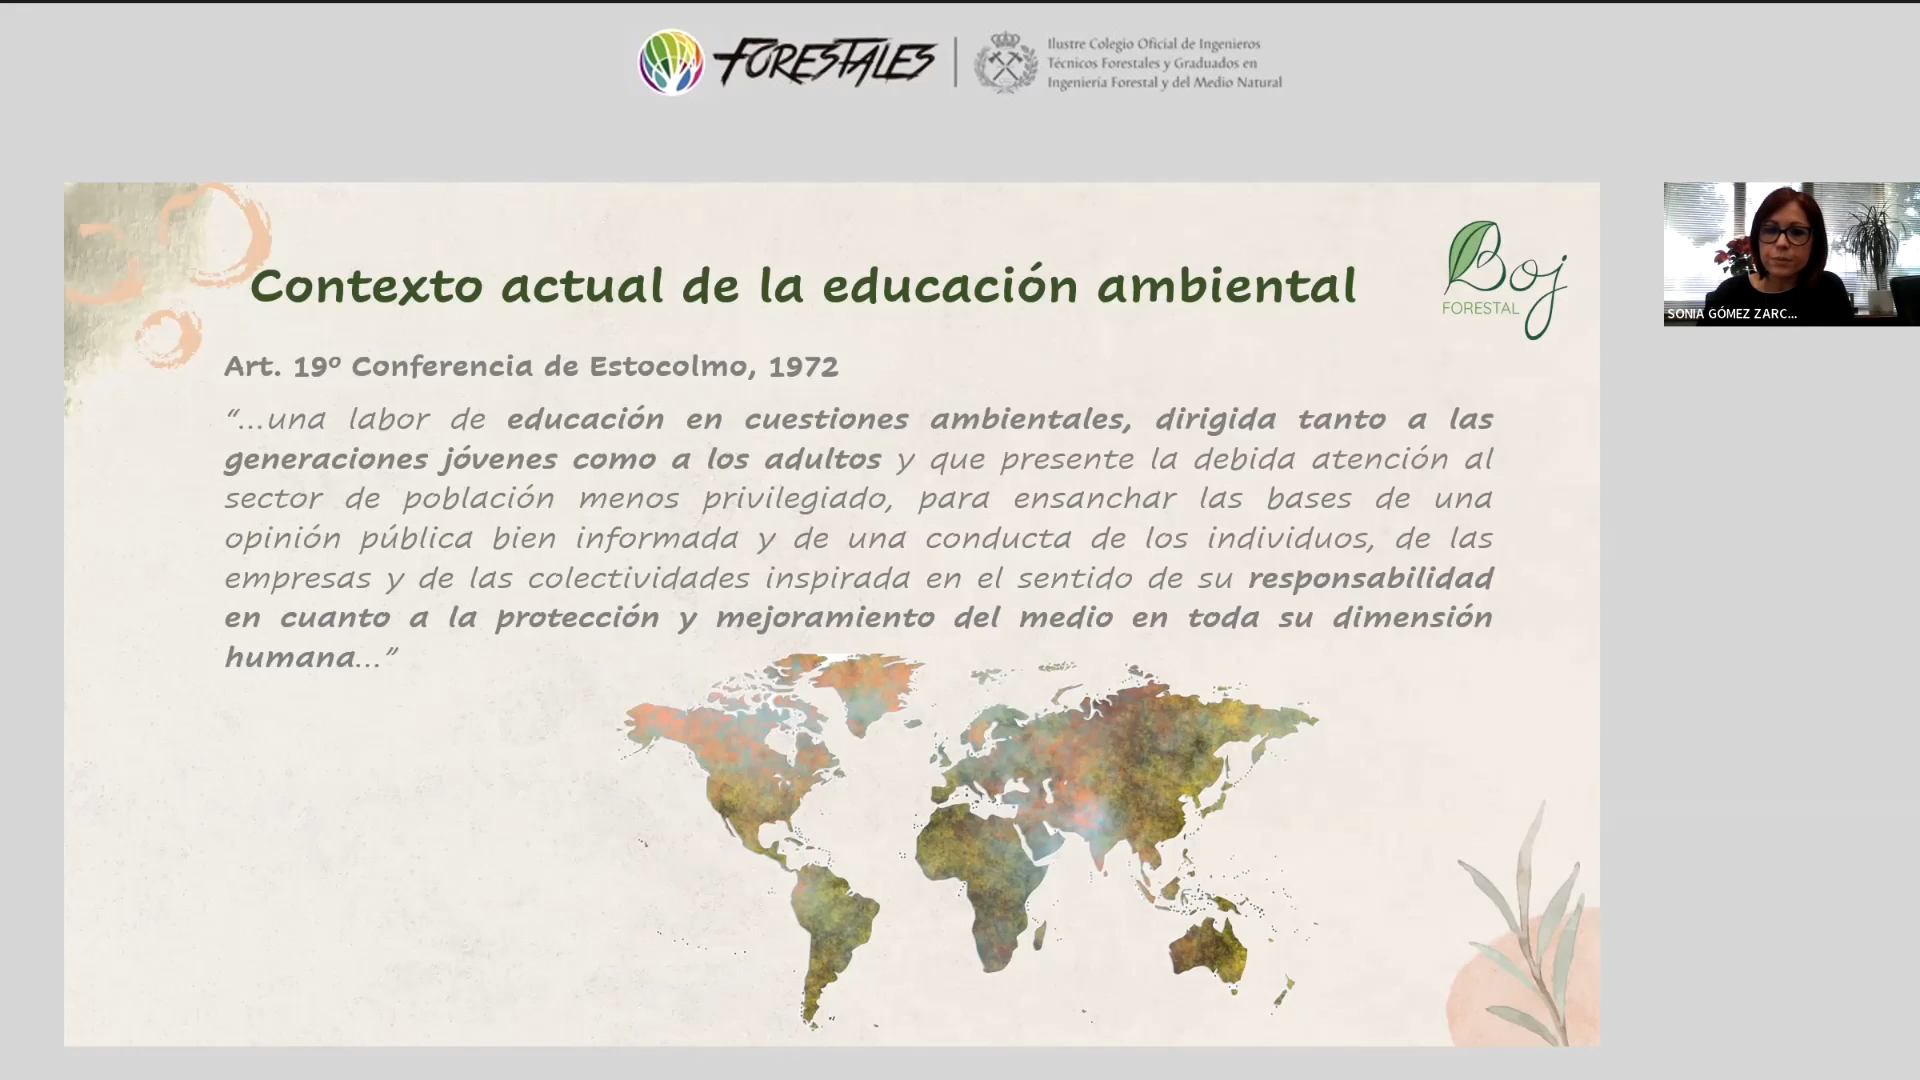 FORESTALES
Ilustre Colegio Oficial de Ingenieros
Técnicos Forestales y Graduados en
Ingeniería Forestal y del Medio Natural
Contexto actual de la educación ambiental
Boj
FORESTAL
SONIA GÓMEZ ZARC...
Art. 19º Conferencia de Estocolmo, 1972
“...una labor de educación en cuestiones ambientales, dirigida tanto a las
generaciones jóvenes como a los adultos y que presente la debida atención al
sector de población menos privilegiado, para ensanchar las bases de una
opinión pública bien informada y de una conducta de los individuos, de las
empresas y de las colectividades inspirada en el sentido de su responsabilidad
en cuanto a la protección y mejoramiento del medio en toda su dimensión
humana...”